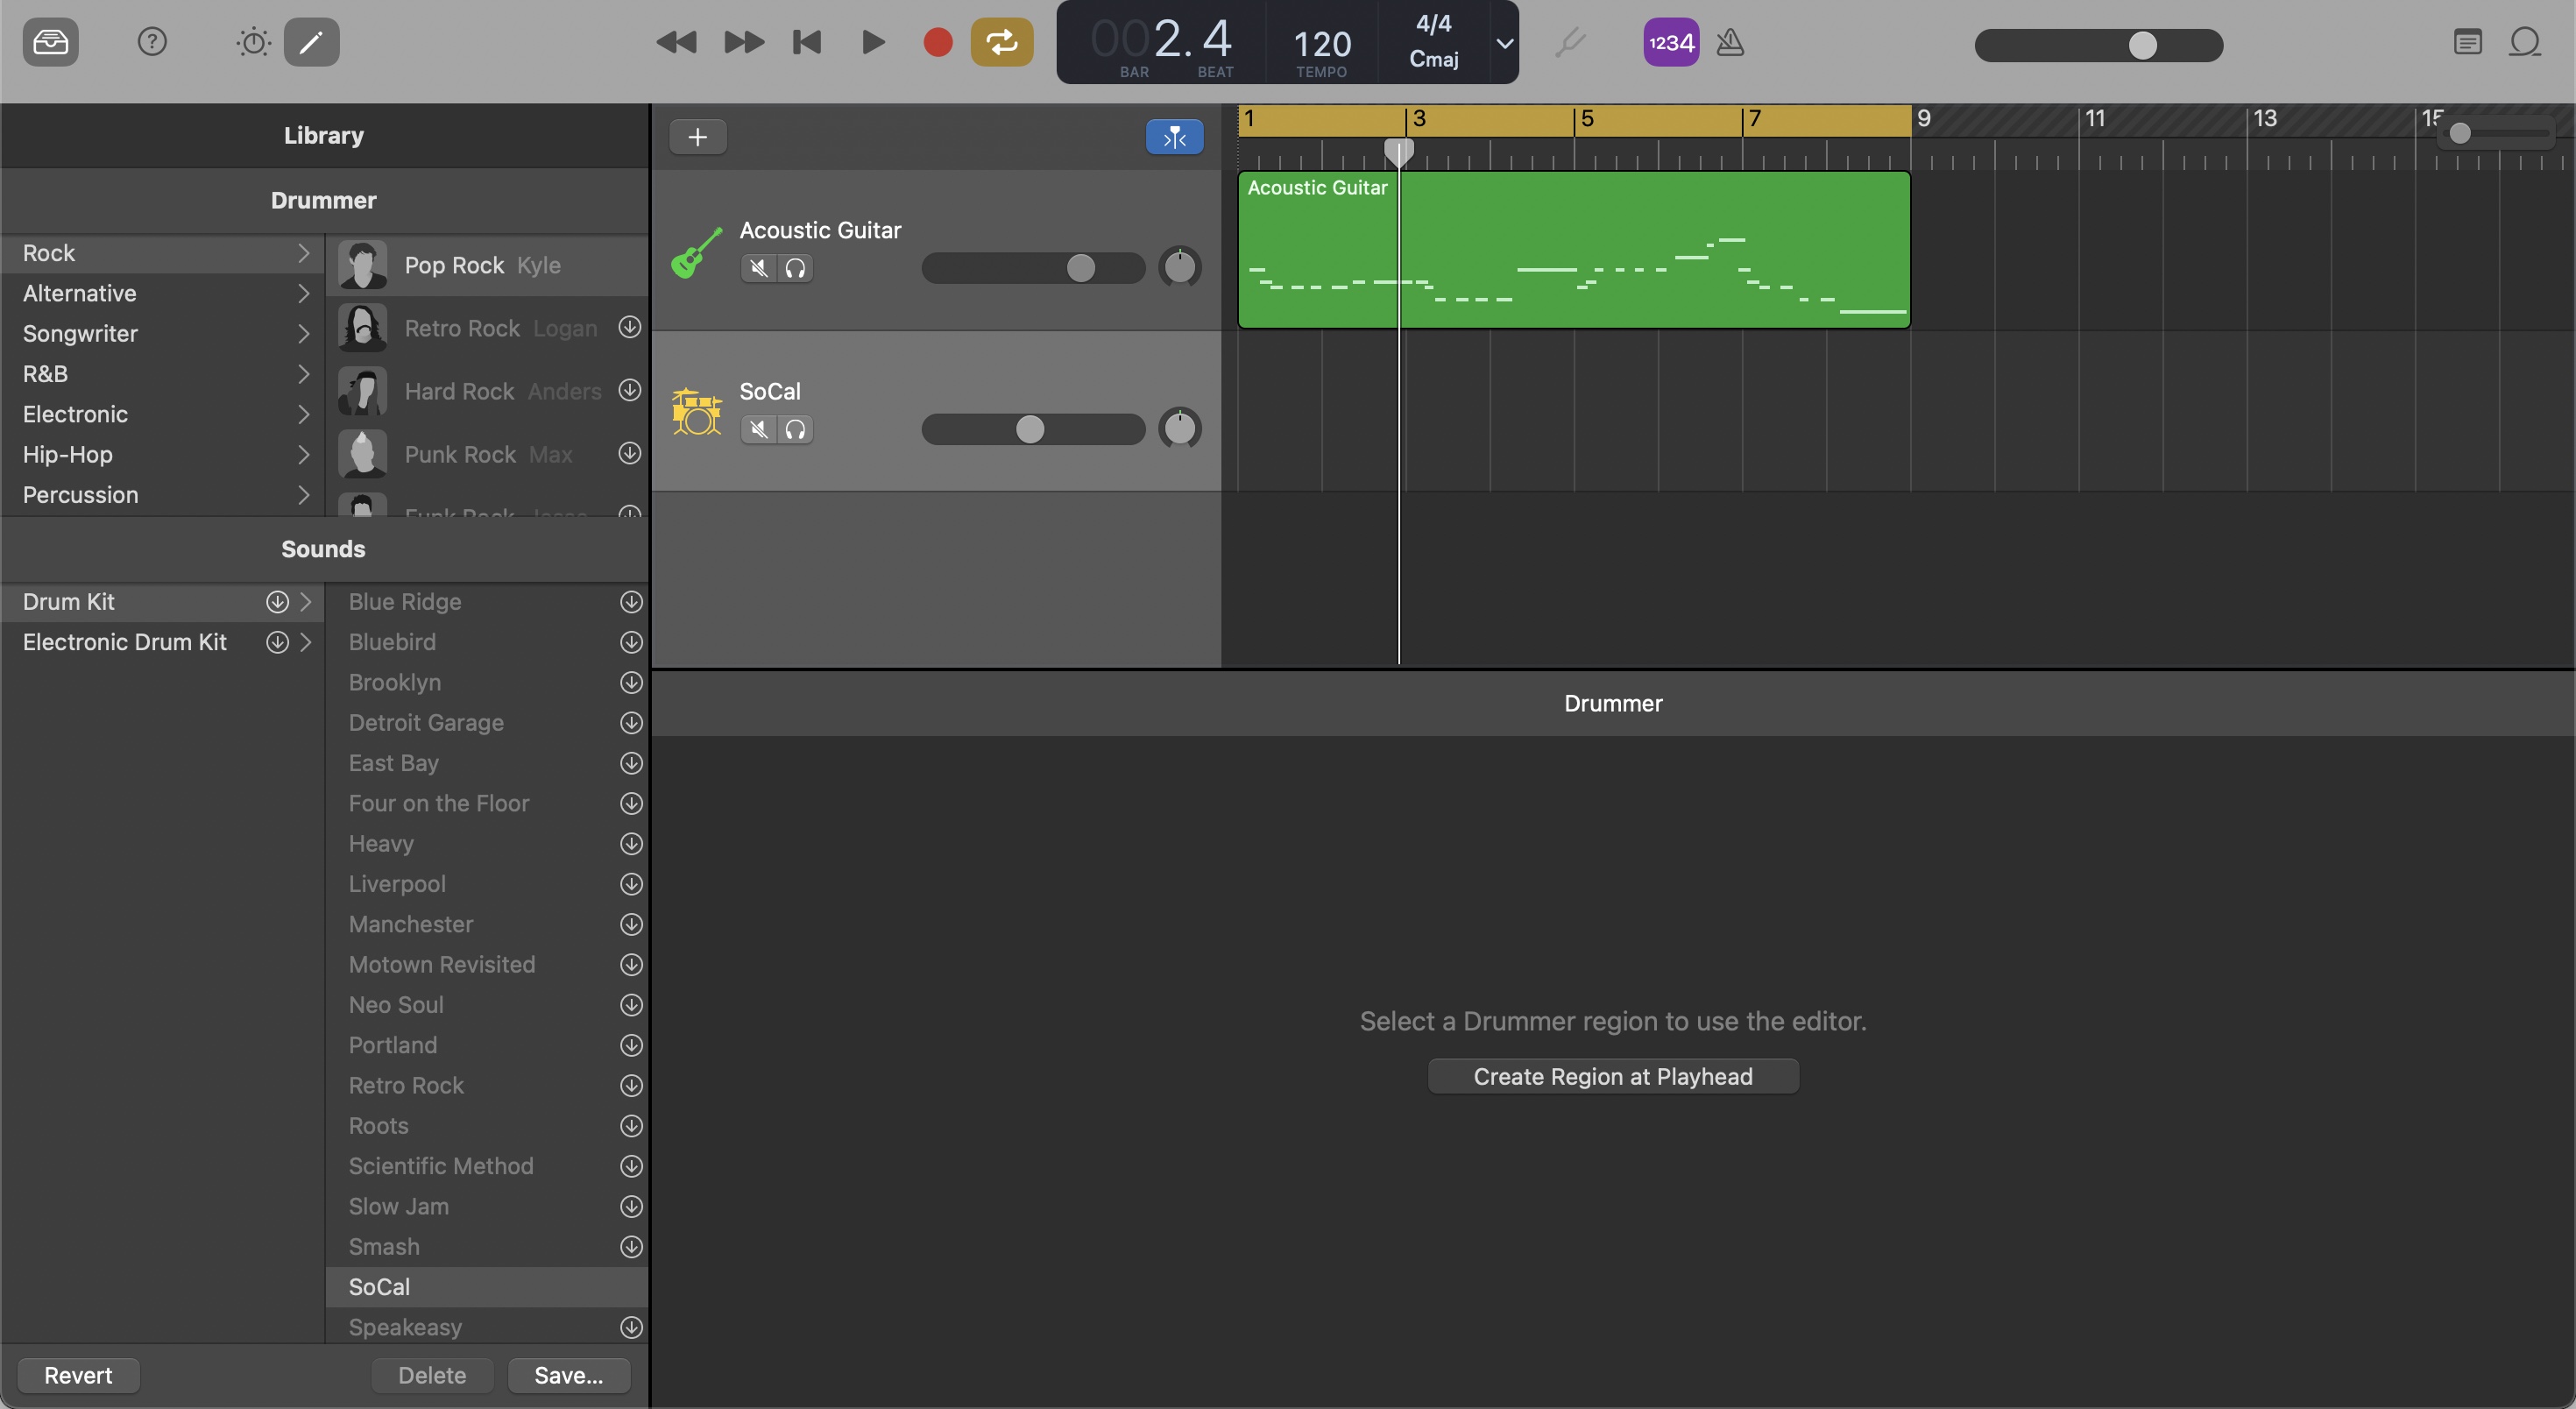 002.4
BAR
BEAT
120
TEMPO
4/4
Cmaj
1234
Library
Drummer
Rock
Alternative
Songwriter
R&B
Electronic
Hip-Hop
Percussion
Pop Rock Kyle
Retro Rock Logan
Hard Rock Anders
Punk Rock Max
Sounds
Drum Kit
Electronic Drum Kit
Blue Ridge
Bluebird
Brooklyn
Detroit Garage
East Bay
Four on the Floor
Heavy
Liverpool
Manchester
Motown Revisited
Neo Soul
Portland
Retro Rock
Roots
Scientific Method
Slow Jam
Smash
SoCal
Speakeasy
Revert
Delete
Save...
1 3 5 7 9 11 13 15
Acoustic Guitar
Acoustic Guitar
SoCal
Drummer
Select a Drummer region to use the editor.
Create Region at Playhead